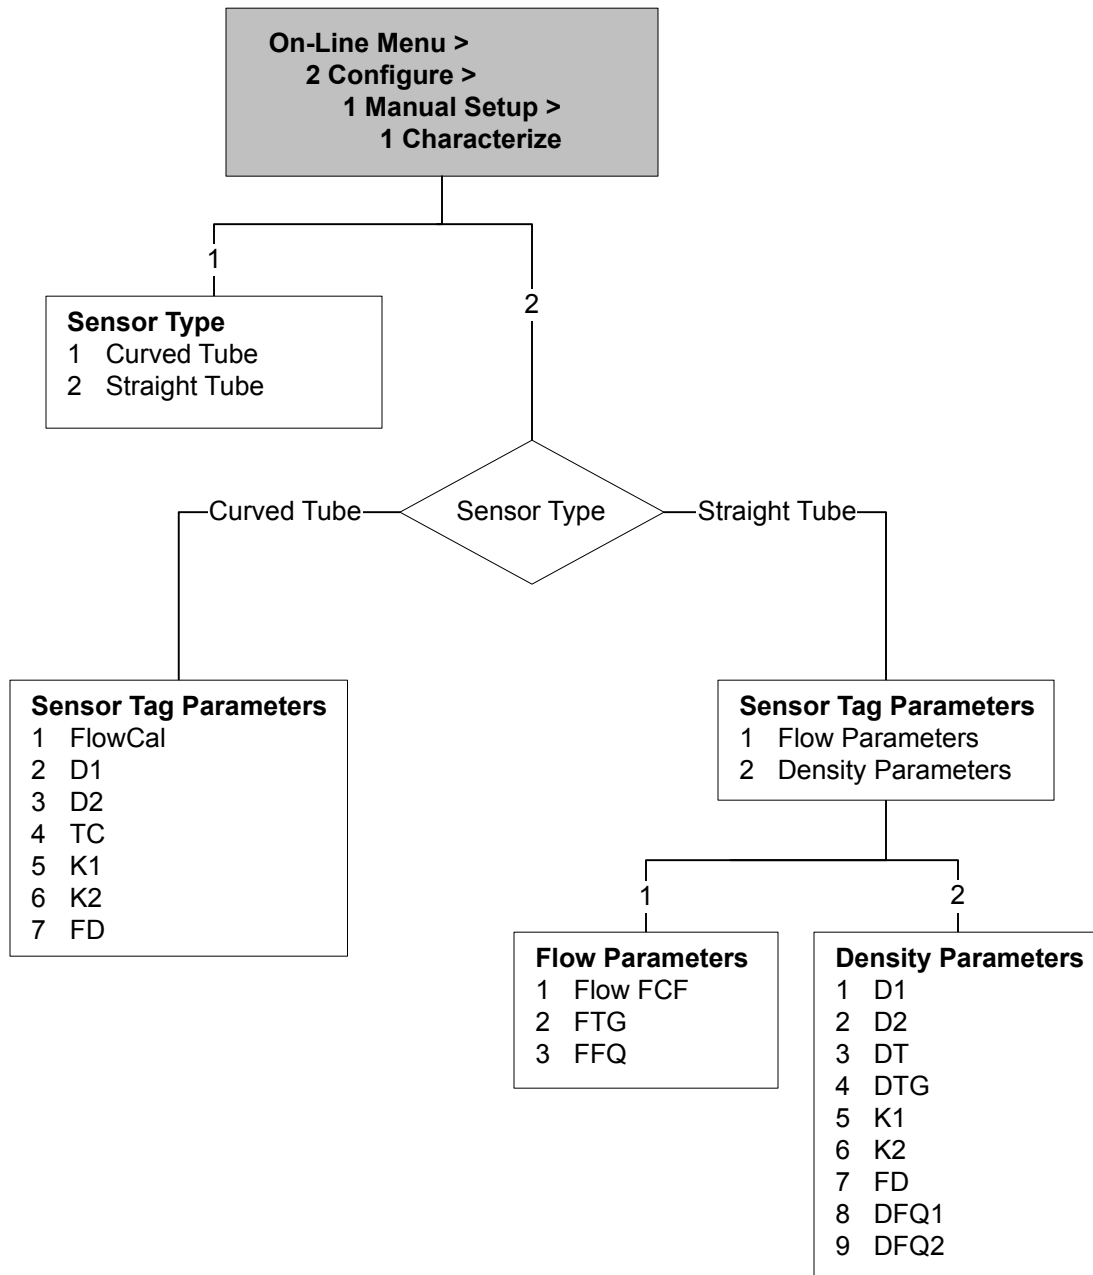 On-Line Menu >
2 Configure >
1 Manual Setup >
1 Characterize
1
2
Sensor Type
1 Curved Tube
2 Straight Tube
Curved Tube
Sensor Type
Straight Tube
Sensor Tag Parameters
1 FlowCal
2 D1
3 D2
4 TC
5 K1
6 K2
7 FD
Sensor Tag Parameters
1 Flow Parameters
2 Density Parameters
1
2
Flow Parameters
1 Flow FCF
2 FTG
3 FFQ
Density Parameters
1 D1
2 D2
3 DT
4 DTG
5 K1
6 K2
7 FD
8 DFQ1
9 DFQ2